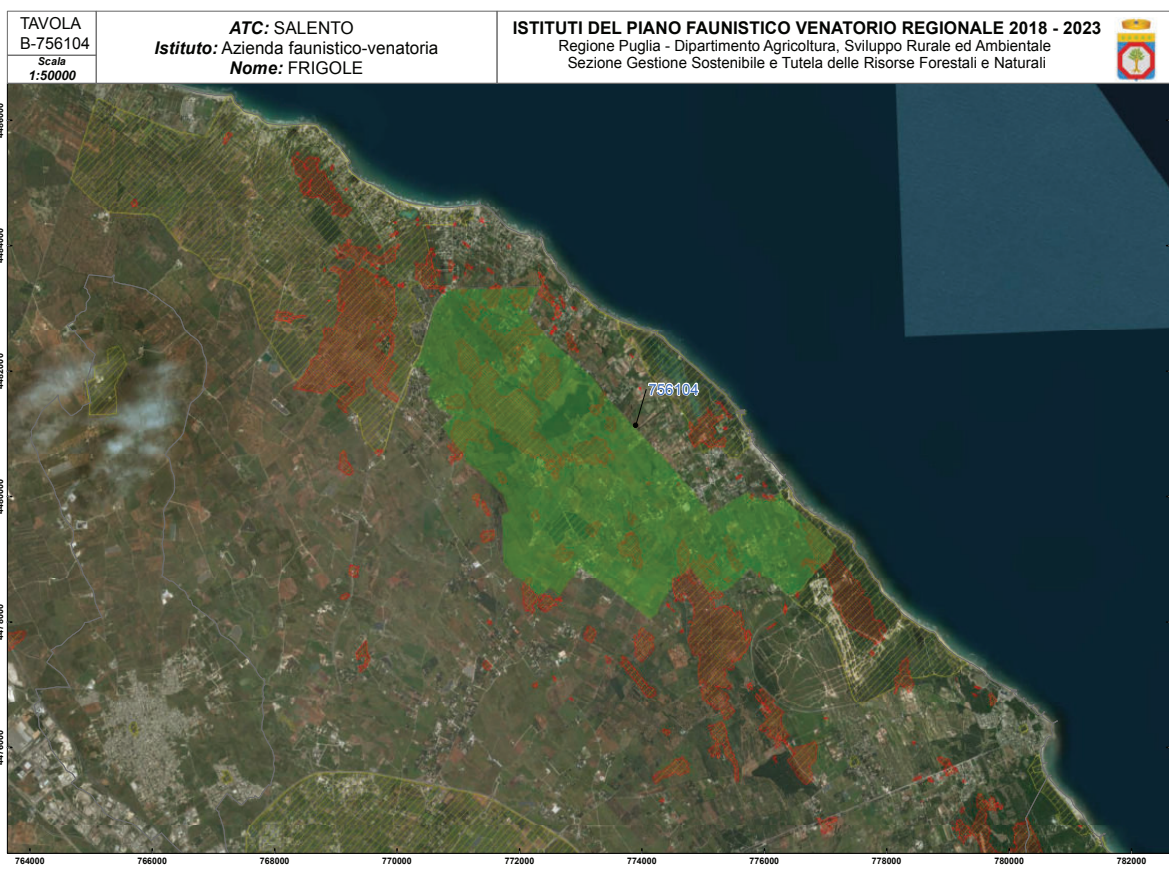 TAVOLA
B-756104
Scala
1:50000
ATC: SALENTO
Istituto: Azienda faunistico-venatoria
Nome: FRIGOLE
ISTITUTI DEL PIANO FAUNISTICO VENATORIO REGIONALE 2018 - 2023
Regione Puglia - Dipartimento Agricoltura, Sviluppo Rurale ed Ambientale
Sezione Gestione Sostenibile e Tutela delle Risorse Forestali e Naturali
756104
764000
766000
768000
770000
772000
774000
776000
778000
780000
782000